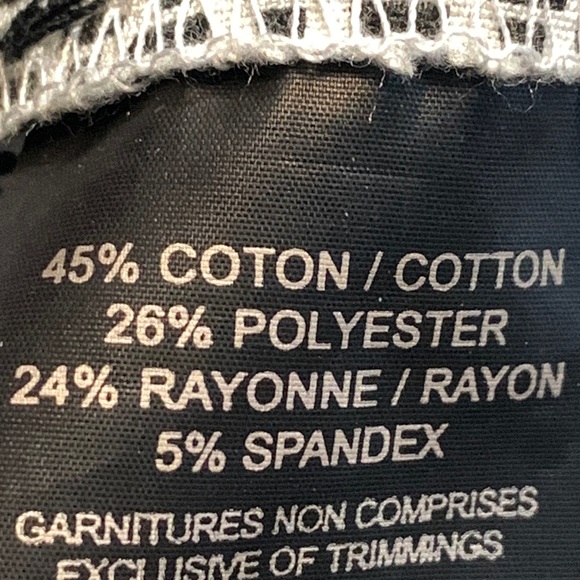 45% COTON / COTTON
26% POLYESTER
24% RAYONNE / RAYON
5% SPANDEX
GARNITURES NON COMPRISES
EXCLUSIVE OF TRIMMINGS